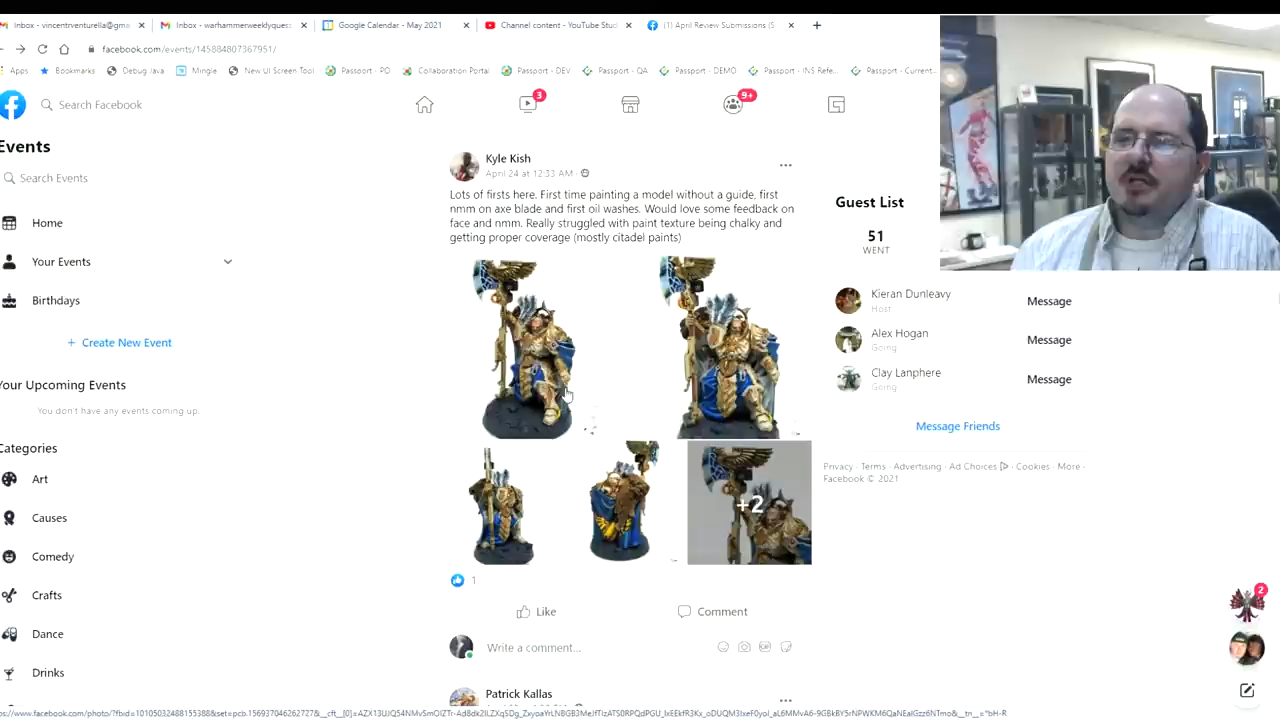 Inbox - vincentrventurella@gma
Inbox - warhammerweeklyques
Google Calendar - May 2021
Channel content - YouTube Stud
(1) April Review Submissions (S
facebook.com/events/145884807367951/
Apps
Bookmarks
Debug Java
Mingle
New UI Screen Tool
Passport - PD
Collaboration Portal
Passport - DEV
Passport - QA
Passport - DEMO
Passport - INS Refe...
Passport - Current...
Search Facebook
3
9+
Events
Search Events
Home
Your Events
Birthdays
+ Create New Event
Your Upcoming Events
You don't have any events coming up.
Categories
Art
Causes
Comedy
Crafts
Dance
Drinks
Kyle Kish
April 24 at 12:33 AM ·
Lots of firsts here. First time painting a model without a guide, first
nmm on axe blade and first oil washes. Would love some feedback on
face and nmm. Really struggled with paint texture being chalky and
getting proper coverage (mostly citadel paints)
+2
1
Like
Comment
Write a comment...
Patrick Kallas
Guest List
51
WENT
Kieran Dunleavy
Host
Message
Alex Hogan
Going
Message
Clay Lanphere
Going
Message
Message Friends
Privacy · Terms · Advertising · Ad Choices · Cookies · More ·
Facebook © 2021
2